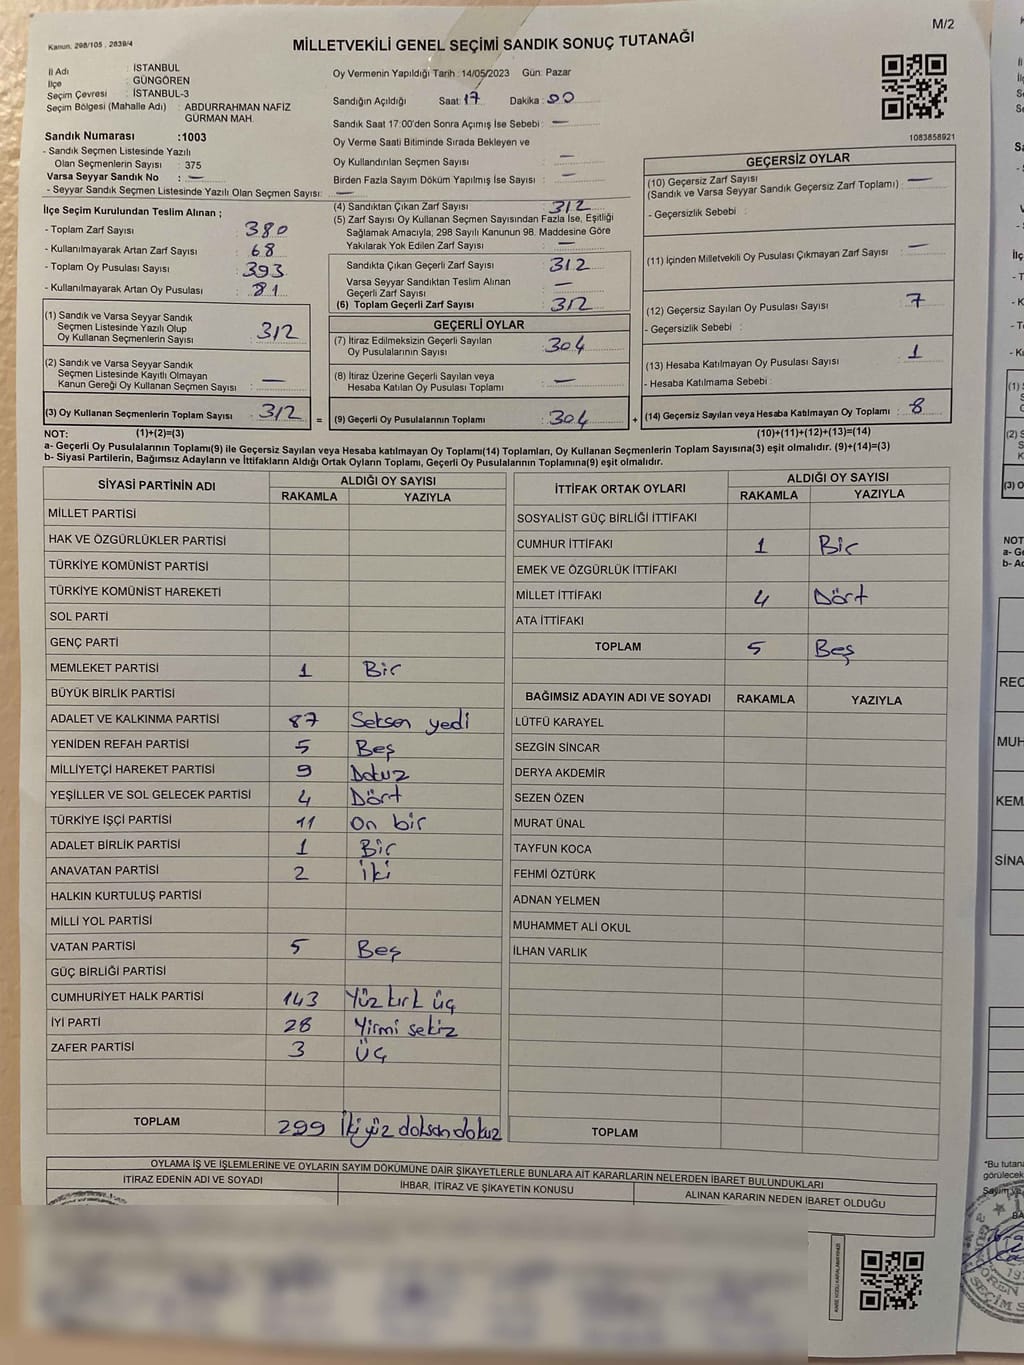 M/2
Kanun, 298/105 , 2839/4
MİLLETVEKİLİ GENEL SEÇİMİ SANDIK SONUÇ TUTANAĞI
İl Adı : İSTANBUL
İlçe : GÜNGÖREN
Seçim Çevresi : İSTANBUL-3
Seçim Bölgesi (Mahalle Adı) : ABDURRAHMAN NAFİZ
GÜRMAN MAH.
Sandık Numarası :1003
- Sandık Seçmen Listesinde Yazılı
Olan Seçmenlerin Sayısı : 375
Varsa Seyyar Sandık No : —
- Seyyar Sandık Seçmen Listesinde Yazılı Olan Seçmen Sayısı: —
İlçe Seçim Kurulundan Teslim Alınan ;
- Toplam Zarf Sayısı : 380
- Kullanılmayarak Artan Zarf Sayısı : 68
- Toplam Oy Pusulası Sayısı : 393
- Kullanılmayarak Artan Oy Pusulası : 81
(1) Sandık ve Varsa Seyyar Sandık
Seçmen Listesinde Yazılı Olup
Oy Kullanan Seçmenlerin Sayısı : 312
(2) Sandık ve Varsa Seyyar Sandık
Seçmen Listesinde Kayıtlı Olmayan
Kanun Gereği Oy Kullanan Seçmen Sayısı : —
(3) Oy Kullanan Seçmenlerin Toplam Sayısı : 312 =
(1)+(2)=(3)
Oy Vermenin Yapıldığı Tarih : 14/05/2023 Gün: Pazar
Sandığın Açıldığı Saat: 17 Dakika : 00
Sandık Saat 17:00'den Sonra Açımış İse Sebebi : —
Oy Verme Saati Bitiminde Sırada Bekleyen ve
Oy Kullandırılan Seçmen Sayısı : —
Birden Fazla Sayım Döküm Yapılmış İse Sayısı : —
(4) Sandıktan Çıkan Zarf Sayısı : 312
(5) Zarf Sayısı Oy Kullanan Seçmen Sayısından Fazla İse, Eşitliği
Sağlamak Amacıyla, 298 Sayılı Kanunun 98. Maddesine Göre
Yakılarak Yok Edilen Zarf Sayısı : —
Sandıkta Çıkan Geçerli Zarf Sayısı : 312
Varsa Seyyar Sandıktan Teslim Alınan
Geçerli Zarf Sayısı : —
(6) Toplam Geçerli Zarf Sayısı : 312
GEÇERLİ OYLAR
(7) İtiraz Edilmeksizin Geçerli Sayılan
Oy Pusulalarının Sayısı : 304
(8) İtiraz Üzerine Geçerli Sayılan veya
Hesaba Katılan Oy Pusulası Toplamı : —
(9) Geçerli Oy Pusulalarının Toplamı : 304 +
1083858921
GEÇERSİZ OYLAR
(10) Geçersiz Zarf Sayısı
(Sandık ve Varsa Seyyar Sandık Geçersiz Zarf Toplamı) : —
- Geçersizlik Sebebi :
(11) İçinden Milletvekili Oy Pusulası Çıkmayan Zarf Sayısı : —
(12) Geçersiz Sayılan Oy Pusulası Sayısı : 7
- Geçersizlik Sebebi :
(13) Hesaba Katılmayan Oy Pusulası Sayısı : 1
- Hesaba Katılmama Sebebi :
(14) Geçersiz Sayılan veya Hesaba Katılmayan Oy Toplamı : 8
(10)+(11)+(12)+(13)=(14)
NOT:
a- Geçerli Oy Pusulalarının Toplamı(9) ile Geçersiz Sayılan veya Hesaba katılmayan Oy Toplamı(14) Toplamları, Oy Kullanan Seçmenlerin Toplam Sayısına(3) eşit olmalıdır. (9)+(14)=(3)
b- Siyasi Partilerin, Bağımsız Adayların ve İttifakların Aldığı Ortak Oyların Toplamı, Geçerli Oy Pusulalarının Toplamına(9) eşit olmalıdır.
SİYASİ PARTİNİN ADI ALDIĞI OY SAYISI
RAKAMLA YAZIYLA
MİLLET PARTİSİ
HAK VE ÖZGÜRLÜKLER PARTİSİ
TÜRKİYE KOMÜNİST PARTİSİ
TÜRKİYE KOMÜNİST HAREKETİ
SOL PARTİ
GENÇ PARTİ
MEMLEKET PARTİSİ 1 Bir
BÜYÜK BİRLİK PARTİSİ
ADALET VE KALKINMA PARTİSİ 87 Seksen yedi
YENİDEN REFAH PARTİSİ 5 Beş
MİLLİYETÇİ HAREKET PARTİSİ 9 Dokuz
YEŞİLLER VE SOL GELECEK PARTİSİ 4 Dört
TÜRKİYE İŞÇİ PARTİSİ 11 On bir
ADALET BİRLİK PARTİSİ 1 Bir
ANAVATAN PARTİSİ 2 İki
HALKIN KURTULUŞ PARTİSİ
MİLLİ YOL PARTİSİ
VATAN PARTİSİ 5 Beş
GÜÇ BİRLİĞİ PARTİSİ
CUMHURİYET HALK PARTİSİ 143 Yüz kırk üç
İYİ PARTİ 28 Yirmi sekiz
ZAFER PARTİSİ 3 Üç
TOPLAM 299 İki yüz doksan dokuz
İTTİFAK ORTAK OYLARI ALDIĞI OY SAYISI
RAKAMLA YAZIYLA
SOSYALİST GÜÇ BİRLİĞİ İTTİFAKI
CUMHUR İTTİFAKI 1 Bir
EMEK VE ÖZGÜRLÜK İTTİFAKI
MİLLET İTTİFAKI 4 Dört
ATA İTTİFAKI
TOPLAM 5 Beş
BAĞIMSIZ ADAYIN ADI VE SOYADI RAKAMLA YAZIYLA
LÜTFÜ KARAYEL
SEZGİN SİNCAR
DERYA AKDEMİR
SEZEN ÖZEN
MURAT ÜNAL
TAYFUN KOCA
FEHMİ ÖZTÜRK
ADNAN YELMEN
MUHAMMET ALİ OKUL
İLHAN VARLIK
TOPLAM
OYLAMA İŞ VE İŞLEMLERİNE VE OYLARIN SAYIM DÖKÜMÜNE DAİR ŞİKAYETLERLE BUNLARA AİT KARARLARIN NELERDEN İBARET BULUNDUKLARI
İTİRAZ EDENİN ADI VE SOYADI İHBAR, İTİRAZ VE ŞİKAYETİN KONUSU ALINAN KARARIN NEDEN İBARET OLDUĞU
NOT
REC
MUH
KEM
SİNA
*Bu tutana
görülecek